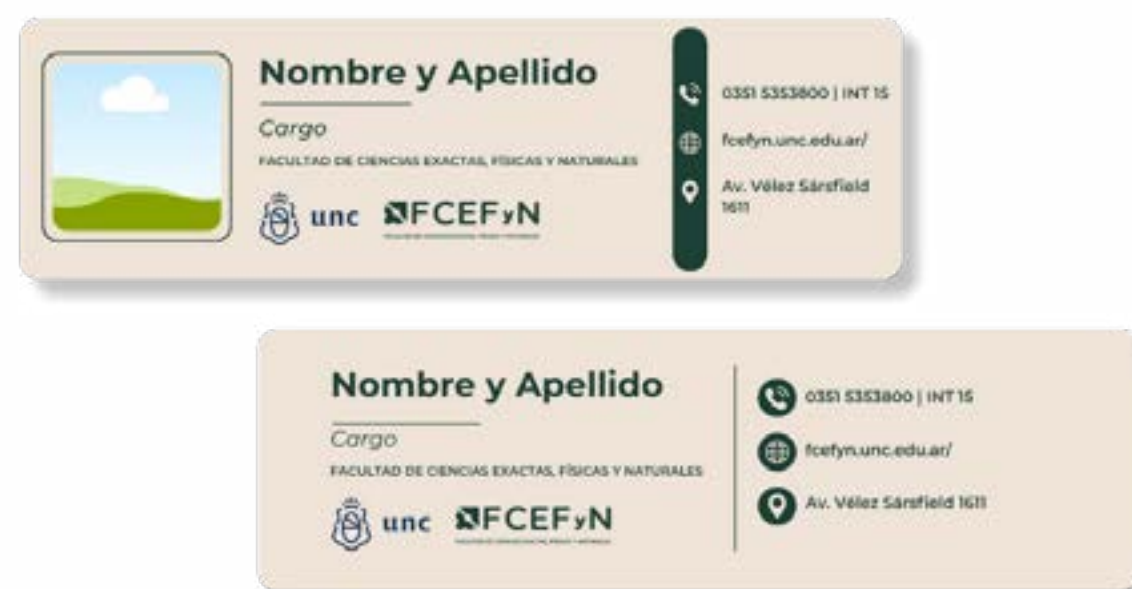 Nombre y Apellido
Cargo
FACULTAD DE CIENCIAS EXACTAS, FÍSICAS Y NATURALES
unc
FCEFyN
0351 5353800 | INT 15
fcefyn.unc.edu.ar/
Av. Vélez Sársfield
1611
Nombre y Apellido
Cargo
FACULTAD DE CIENCIAS EXACTAS, FÍSICAS Y NATURALES
unc
FCEFyN
0351 5353800 | INT 15
fcefyn.unc.edu.ar/
Av. Vélez Sársfield 1611